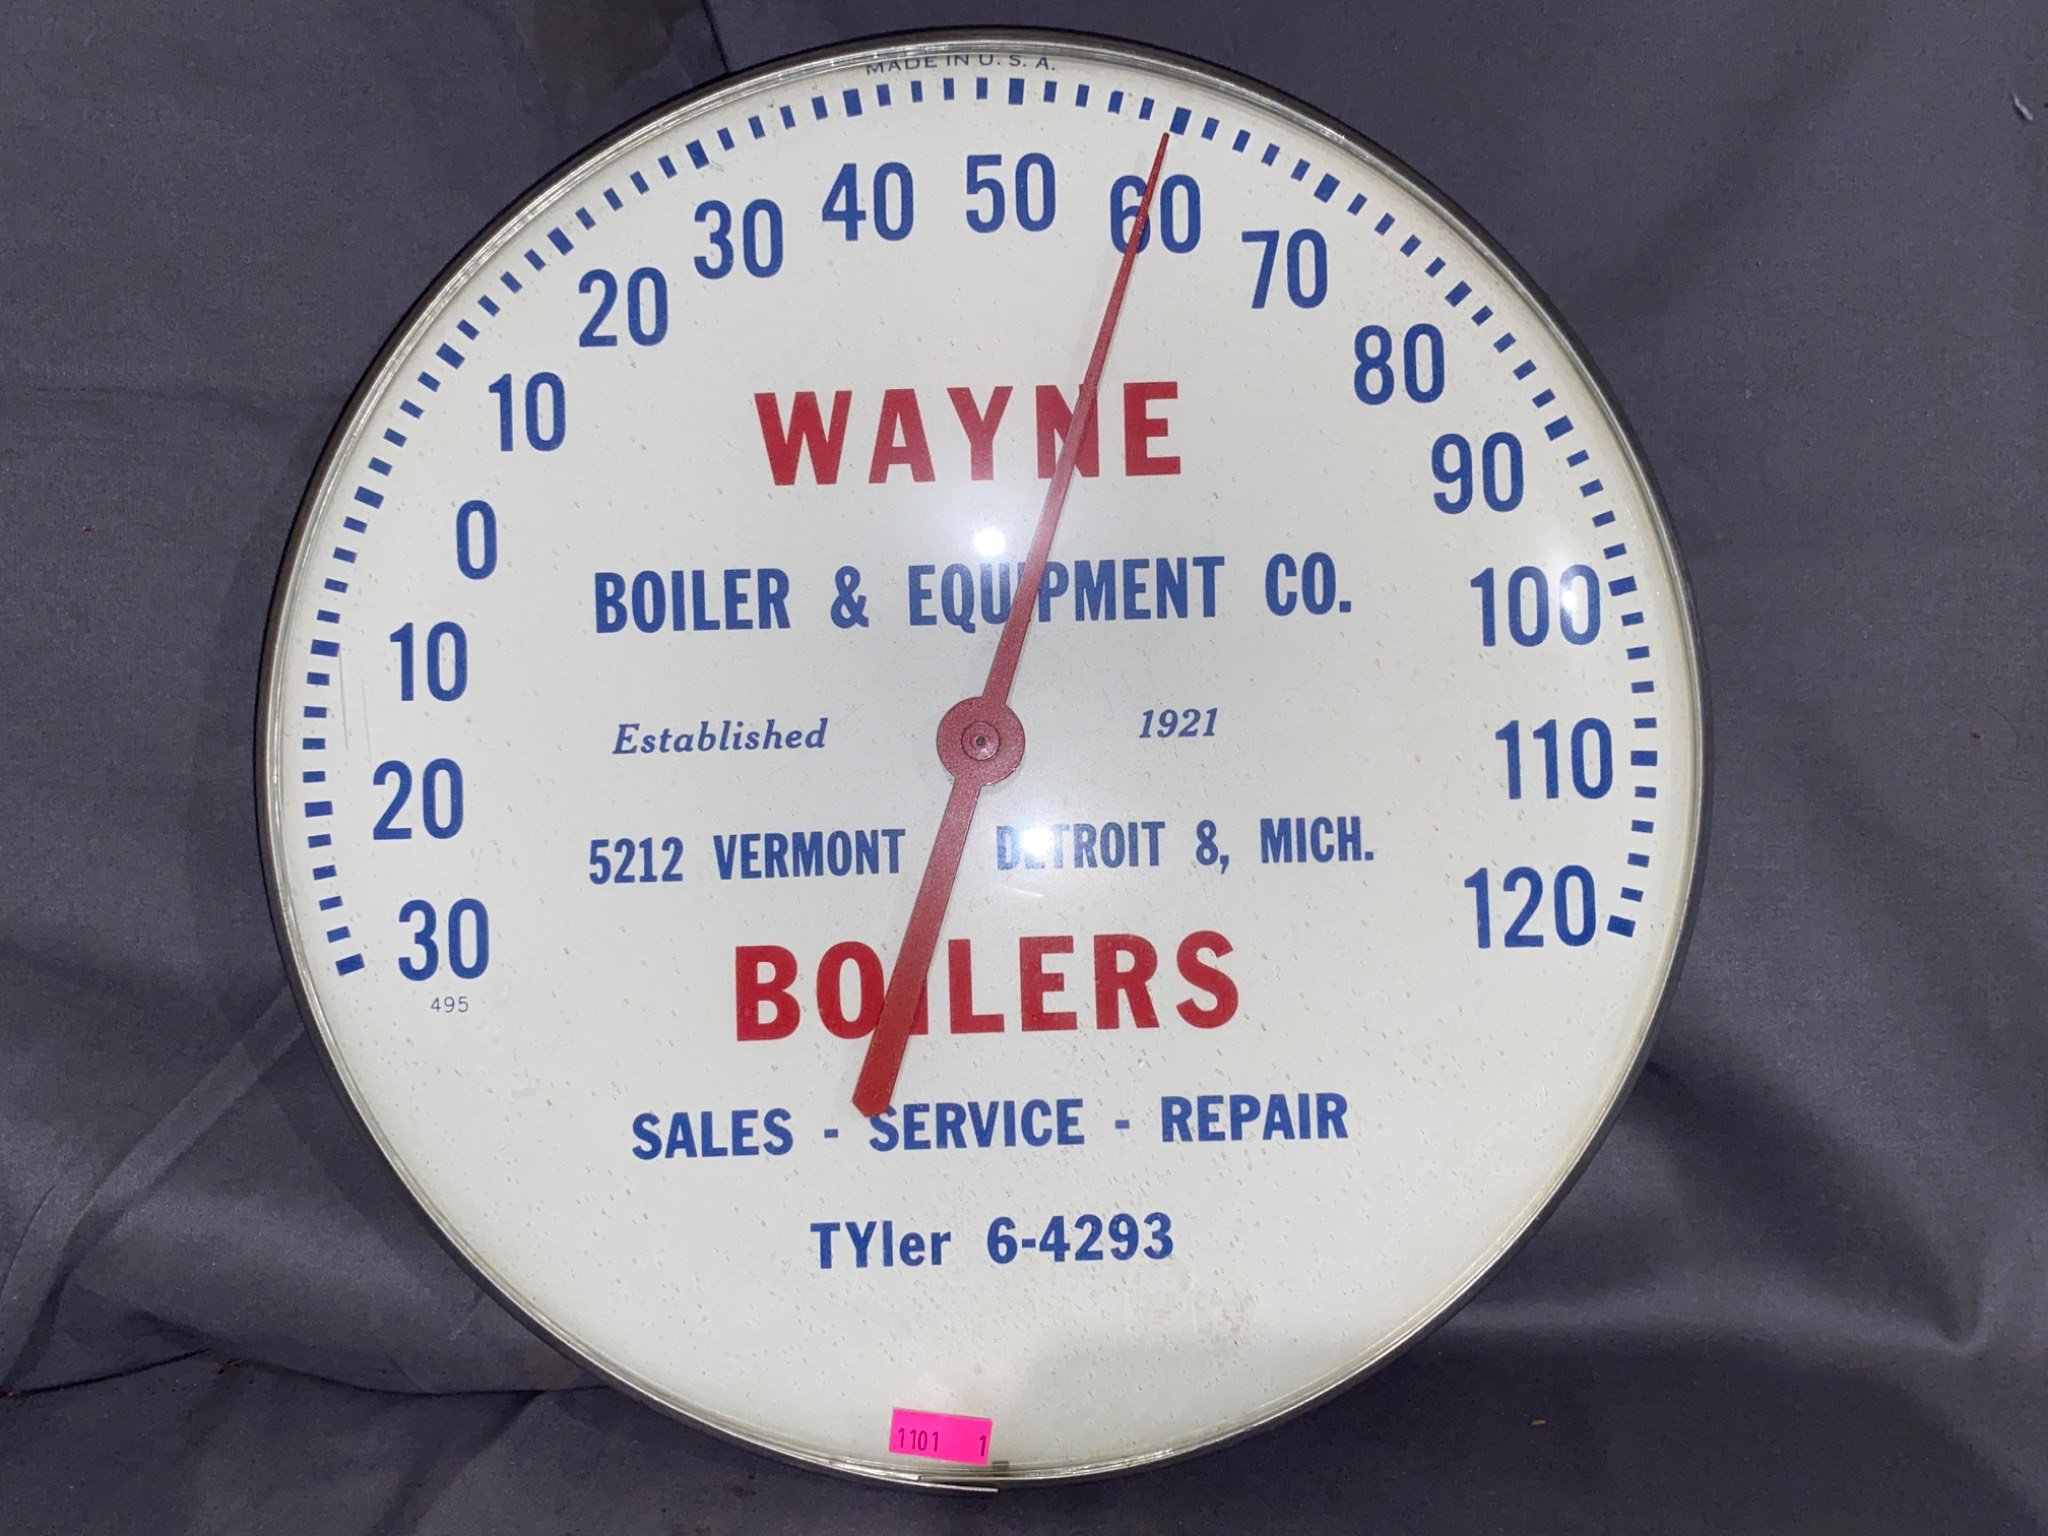 MADE IN U. S. A.
30 20 10 0 10 20 30 40 50 60 70 80 90 100 110 120
495
WAYNE
BOILER & EQUIPMENT CO.
Established 1921
5212 VERMONT DETROIT 8, MICH.
BOILERS
SALES - SERVICE - REPAIR
TYler 6-4293
1101 1